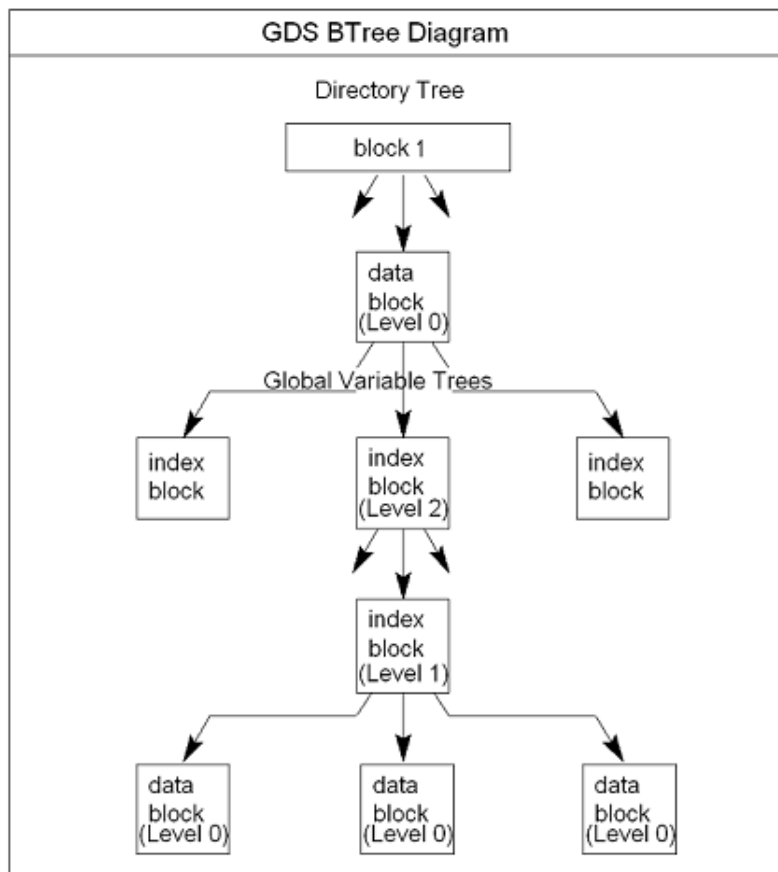 GDS BTree Diagram
Directory Tree
block 1
data
block
(Level 0)
Global Variable Trees
index
block
index
block
(Level 2)
index
block
index
block
(Level 1)
data
block
(Level 0)
data
block
(Level 0)
data
block
(Level 0)